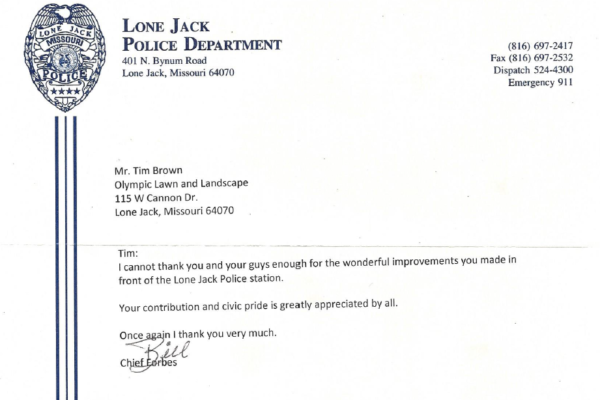 LONE JACK
MISSOURI
POLICE
LONE JACK
POLICE DEPARTMENT
401 N. Bynum Road
Lone Jack, Missouri 64070
(816) 697-2417
Fax (816) 697-2532
Dispatch 524-4300
Emergency 911
Mr. Tim Brown
Olympic Lawn and Landscape
115 W Cannon Dr.
Lone Jack, Missouri 64070
Tim:
I cannot thank you and your guys enough for the wonderful improvements you made in
front of the Lone Jack Police station.
Your contribution and civic pride is greatly appreciated by all.
Once again I thank you very much.
Bill
Chief Forbes